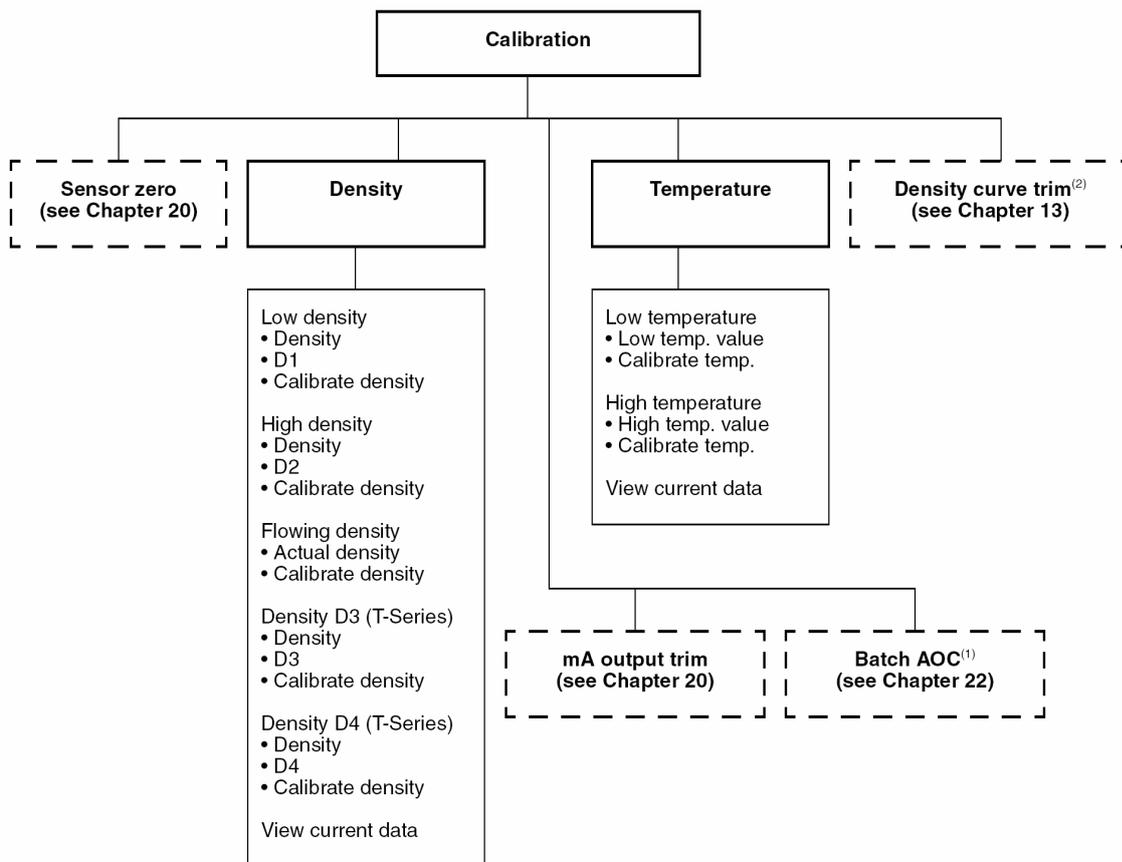 Calibration
Sensor zero
(see Chapter 20)
Density
Temperature
Density curve trim(2)
(see Chapter 13)
Low density
• Density
• D1
• Calibrate density
High density
• Density
• D2
• Calibrate density
Flowing density
• Actual density
• Calibrate density
Density D3 (T-Series)
• Density
• D3
• Calibrate density
Density D4 (T-Series)
• Density
• D4
• Calibrate density
View current data
Low temperature
• Low temp. value
• Calibrate temp.
High temperature
• High temp. value
• Calibrate temp.
View current data
mA output trim
(see Chapter 20)
Batch AOC(1)
(see Chapter 22)